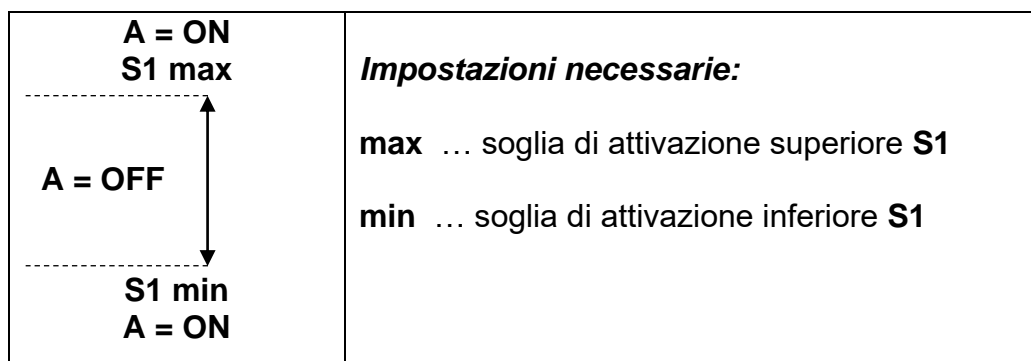 A = ON
S1 max
A = OFF
S1 min
A = ON
Impostazioni necessarie:
max … soglia di attivazione superiore S1
min … soglia di attivazione inferiore S1